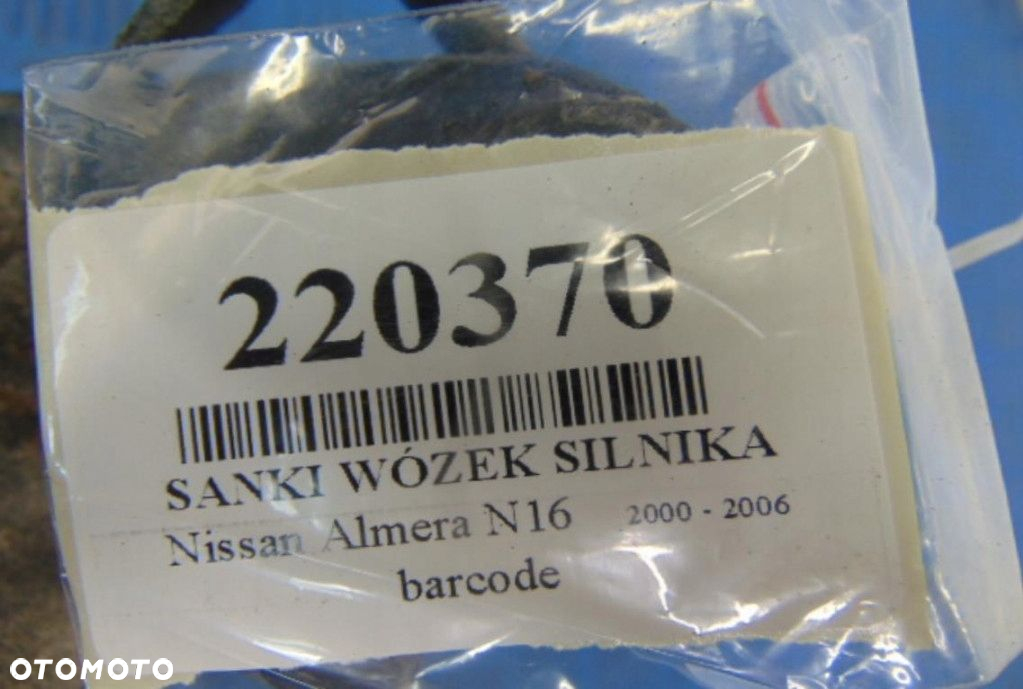 220370
SANKI WÓZEK SILNIKA
Nissan Almera N16 2000 - 2006
barcode
OTOMOTO